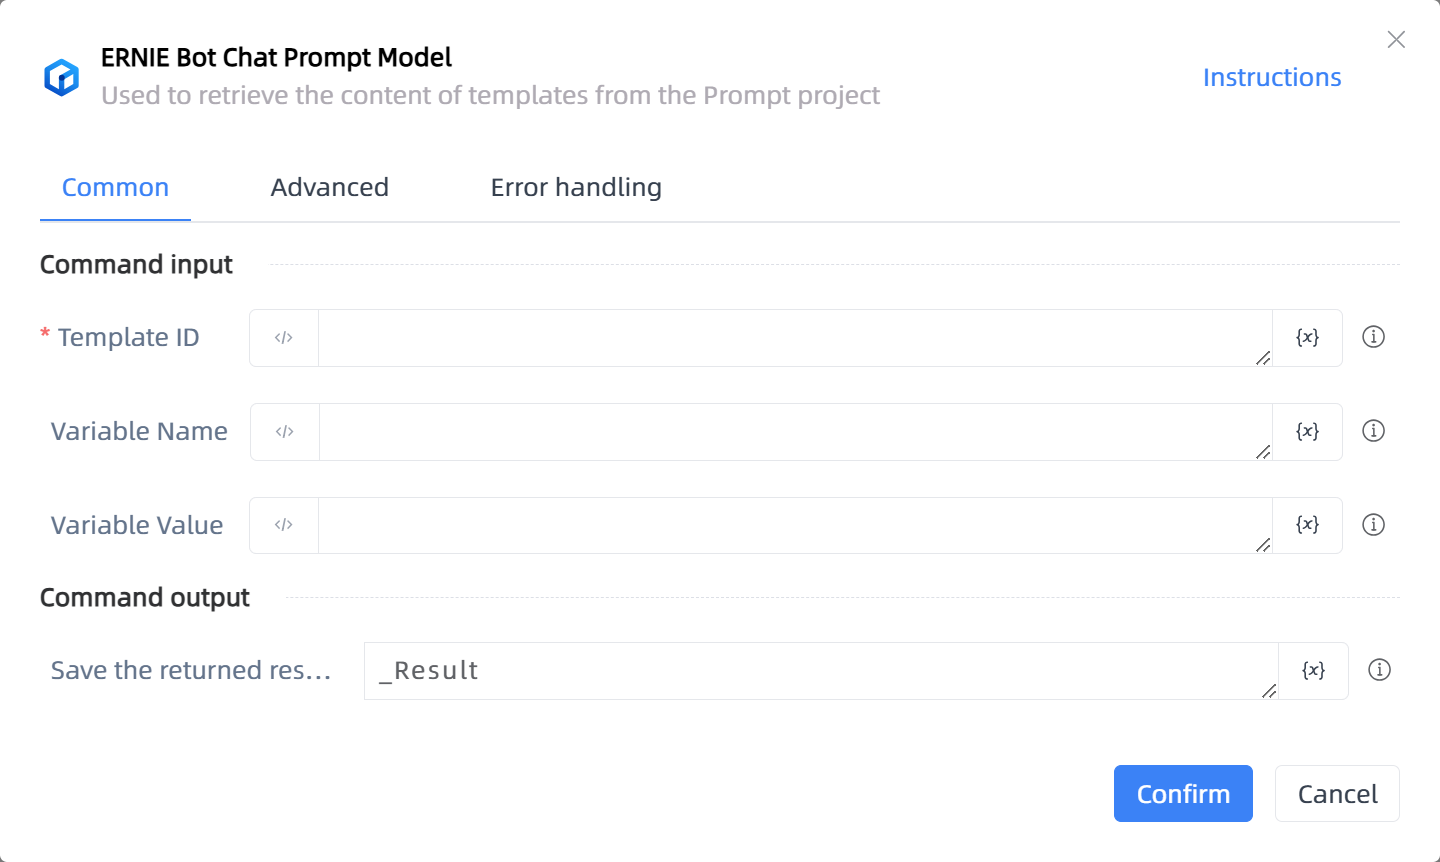 ERNIE Bot Chat Prompt Model
Used to retrieve the content of templates from the Prompt project
Instructions
Common
Advanced
Error handling
Command input
* Template ID
</>
{x}
Variable Name
</>
{x}
Variable Value
</>
{x}
Command output
Save the returned res...
_Result
{x}
Confirm
Cancel